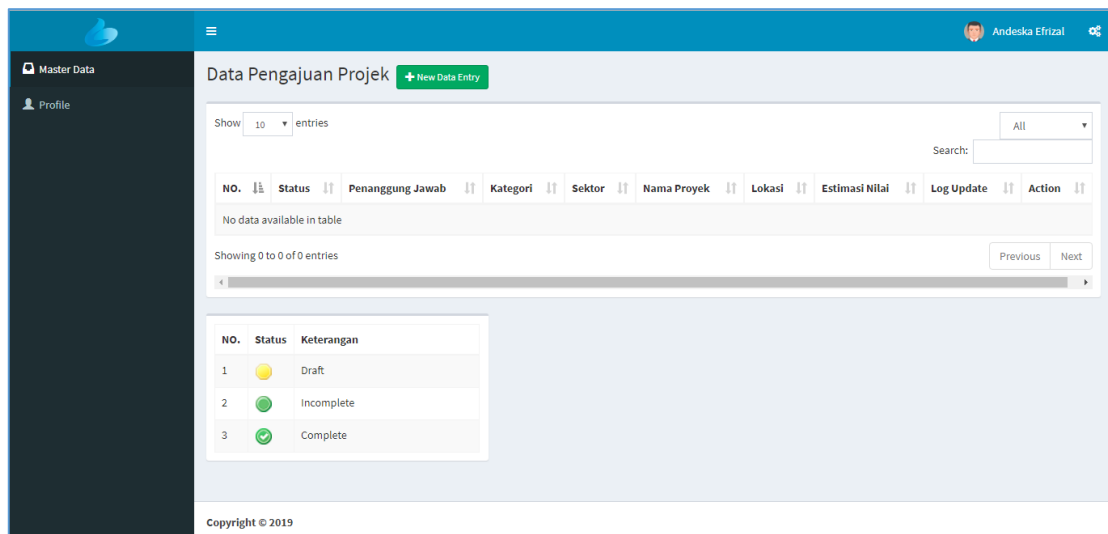 Andeska Efrizal
Master Data
Profile
Data Pengajuan Projek
New Data Entry
Show 10 entries
All
Search:
NO. Status Penanggung Jawab Kategori Sektor Nama Proyek Lokasi Estimasi Nilai Log Update Action
No data available in table
Showing 0 to 0 of 0 entries
Previous Next
NO. Status Keterangan
1 Draft
2 Incomplete
3 Complete
Copyright © 2019